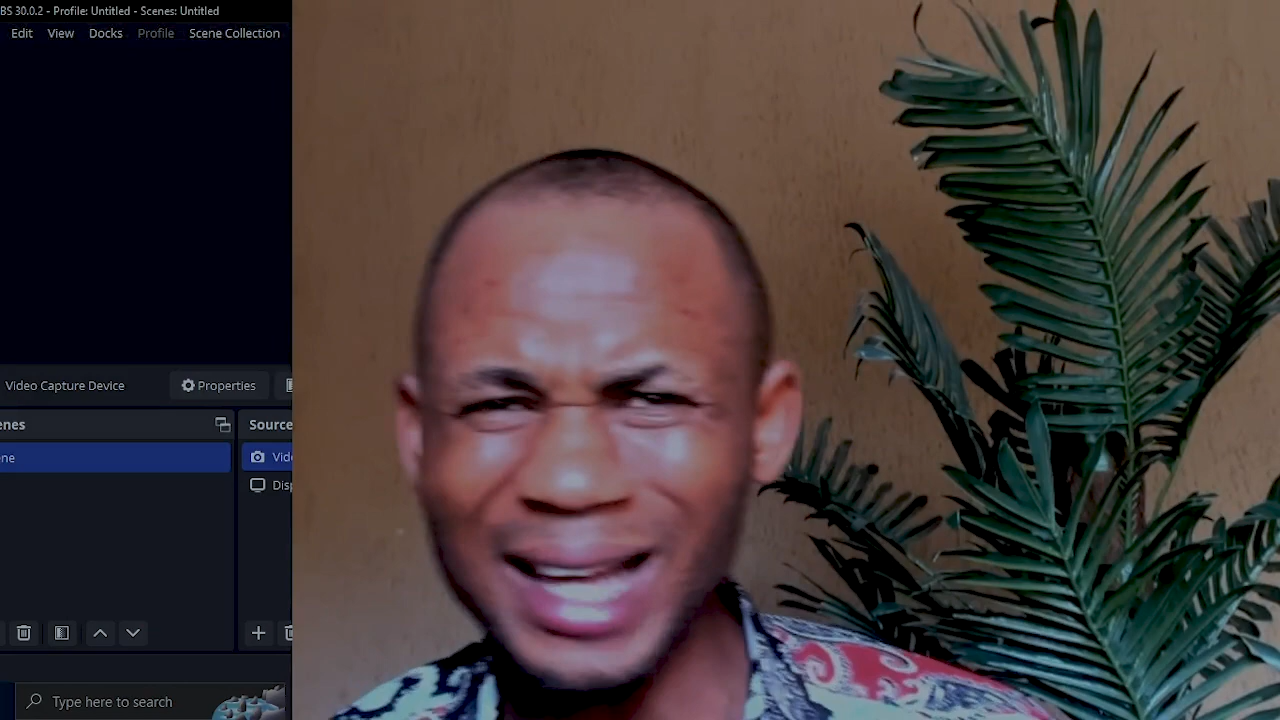 BS 30.0.2 - Profile: Untitled - Scenes: Untitled
Edit View Docks Profile Scene Collection
Video Capture Device Properties
enes Source
ne Vide
Disp
Type here to search